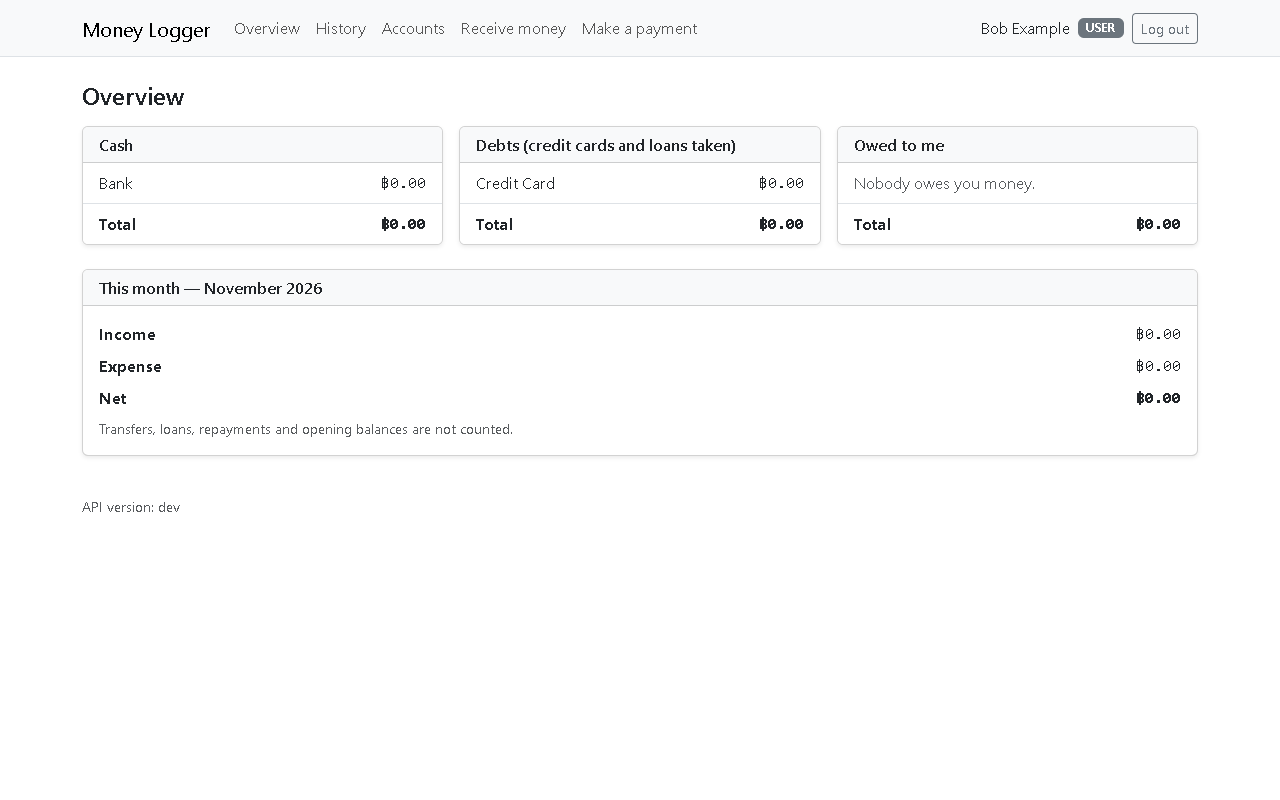 Money Logger Overview History Accounts Receive money Make a payment Bob Example USER Log out
Overview
Cash
Bank ฿0.00
Total ฿0.00
Debts (credit cards and loans taken)
Credit Card ฿0.00
Total ฿0.00
Owed to me
Nobody owes you money.
Total ฿0.00
This month — November 2026
Income ฿0.00
Expense ฿0.00
Net ฿0.00
Transfers, loans, repayments and opening balances are not counted.
API version: dev